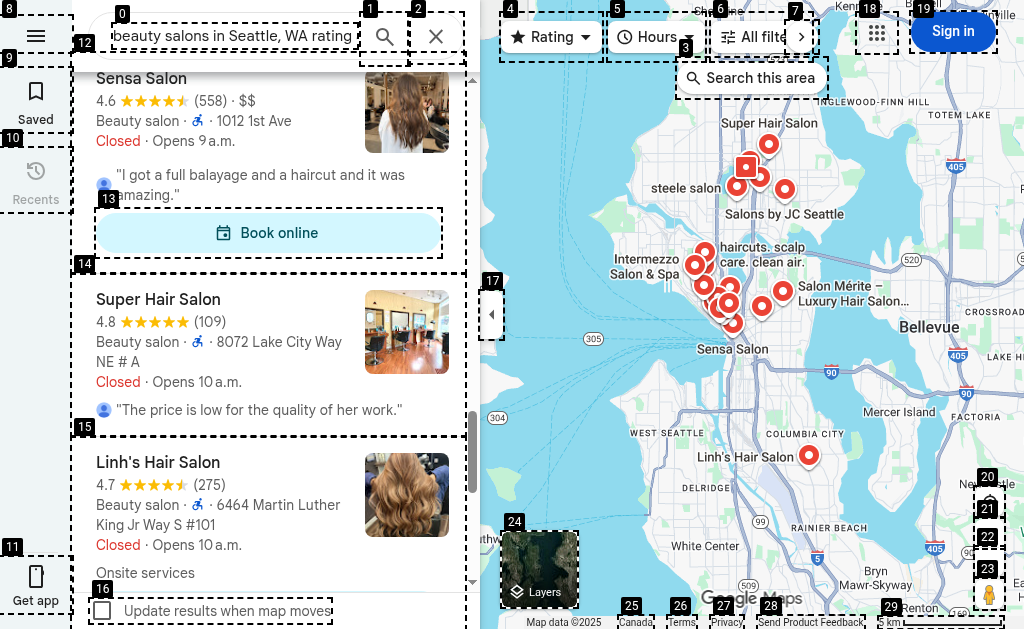 beauty salons in Seattle, WA rating
Saved
Recents
Get app
Sensa Salon
4.6 (558) · $$
Beauty salon · 1012 1st Ave
Closed · Opens 9 a.m.
"I got a full balayage and a haircut and it was
amazing."
Book online
Super Hair Salon
4.8 (109)
Beauty salon · 8072 Lake City Way
NE # A
Closed · Opens 10 a.m.
"The price is low for the quality of her work."
Linh's Hair Salon
4.7 (275)
Beauty salon · 6464 Martin Luther
King Jr Way S #101
Closed · Opens 10 a.m.
Onsite services
Update results when map moves
Rating
Hours
All filte
Sign in
Search this area
INGLEWOOD-FINN HILL
TOTEM LAKE
Super Hair Salon
405
steele salon
Salons by JC Seattle
haircuts. scalp
care. clean air.
Intermezzo
Salon & Spa
520
Salon Mérite –
Luxury Hair Salon...
CROSSROAD
Bellevue
305
Sensa Salon
405
LAKE H
90
90
304
Mercer Island
FACTORIA
WEST SEATTLE
COLUMBIA CITY
Linh's Hair Salon
DELRIDGE
99
RAINIER BEACH
White Center
5
405
Bryn
Mawr-Skyway
509
Renton
Layers
Google Maps
Map data ©2025
Canada
Terms
Privacy
Send Product Feedback
5 km
0
1
2
3
4
5
6
7
8
9
10
11
12
13
14
15
16
17
18
19
20
21
22
23
24
25
26
27
28
29